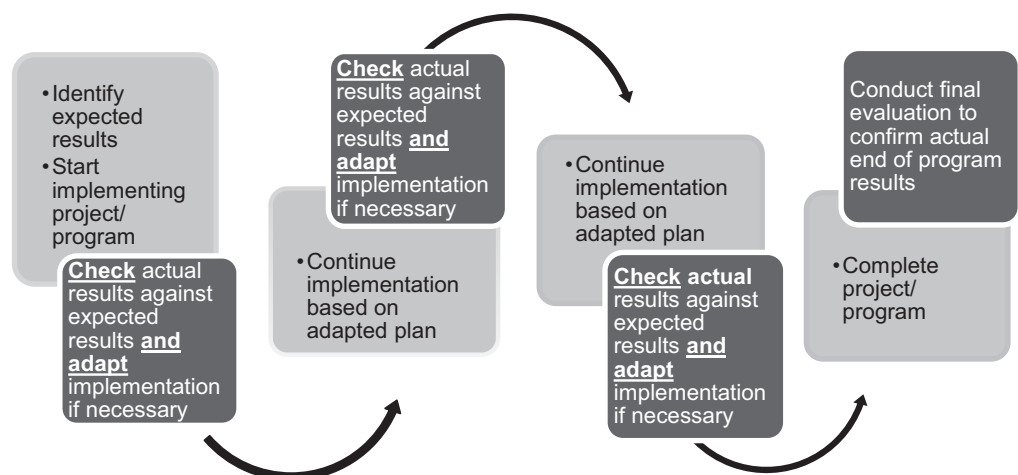 •Identify
expected
results
•Start
implementing
project/
program
Check actual
results against
expected
results and
adapt
implementation
if necessary
Check actual
results against
expected
results and
adapt
implementation
if necessary
•Continue
implementation
based on
adapted plan
•Continue
implementation
based on
adapted plan
Check actual
results against
expected
results and
adapt
implementation
if necessary
Conduct final
evaluation to
confirm actual
end of program
results
•Complete
project/
program